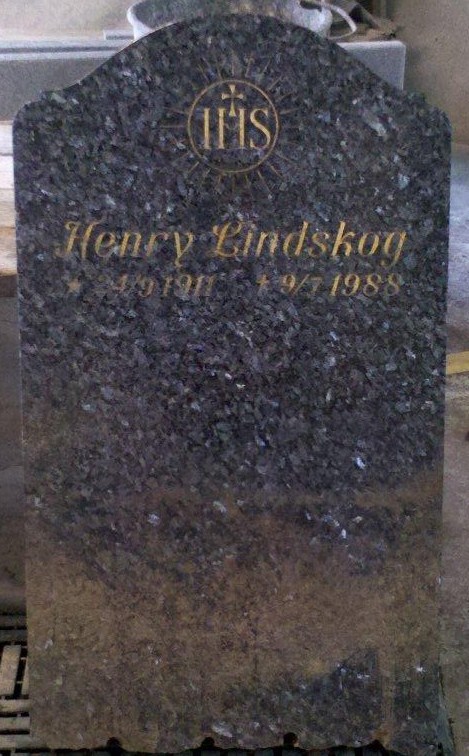 IHS
Henry Lindskog
* 4/9 1911 † 9/7 1988